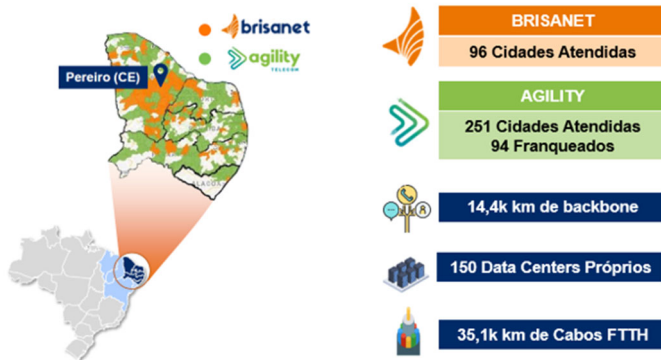 brisanet
agility
TELECOM
Pereiro (CE)
BRISANET
96 Cidades Atendidas
AGILITY
251 Cidades Atendidas
94 Franqueados
14,4k km de backbone
150 Data Centers Próprios
35,1k km de Cabos FTTH